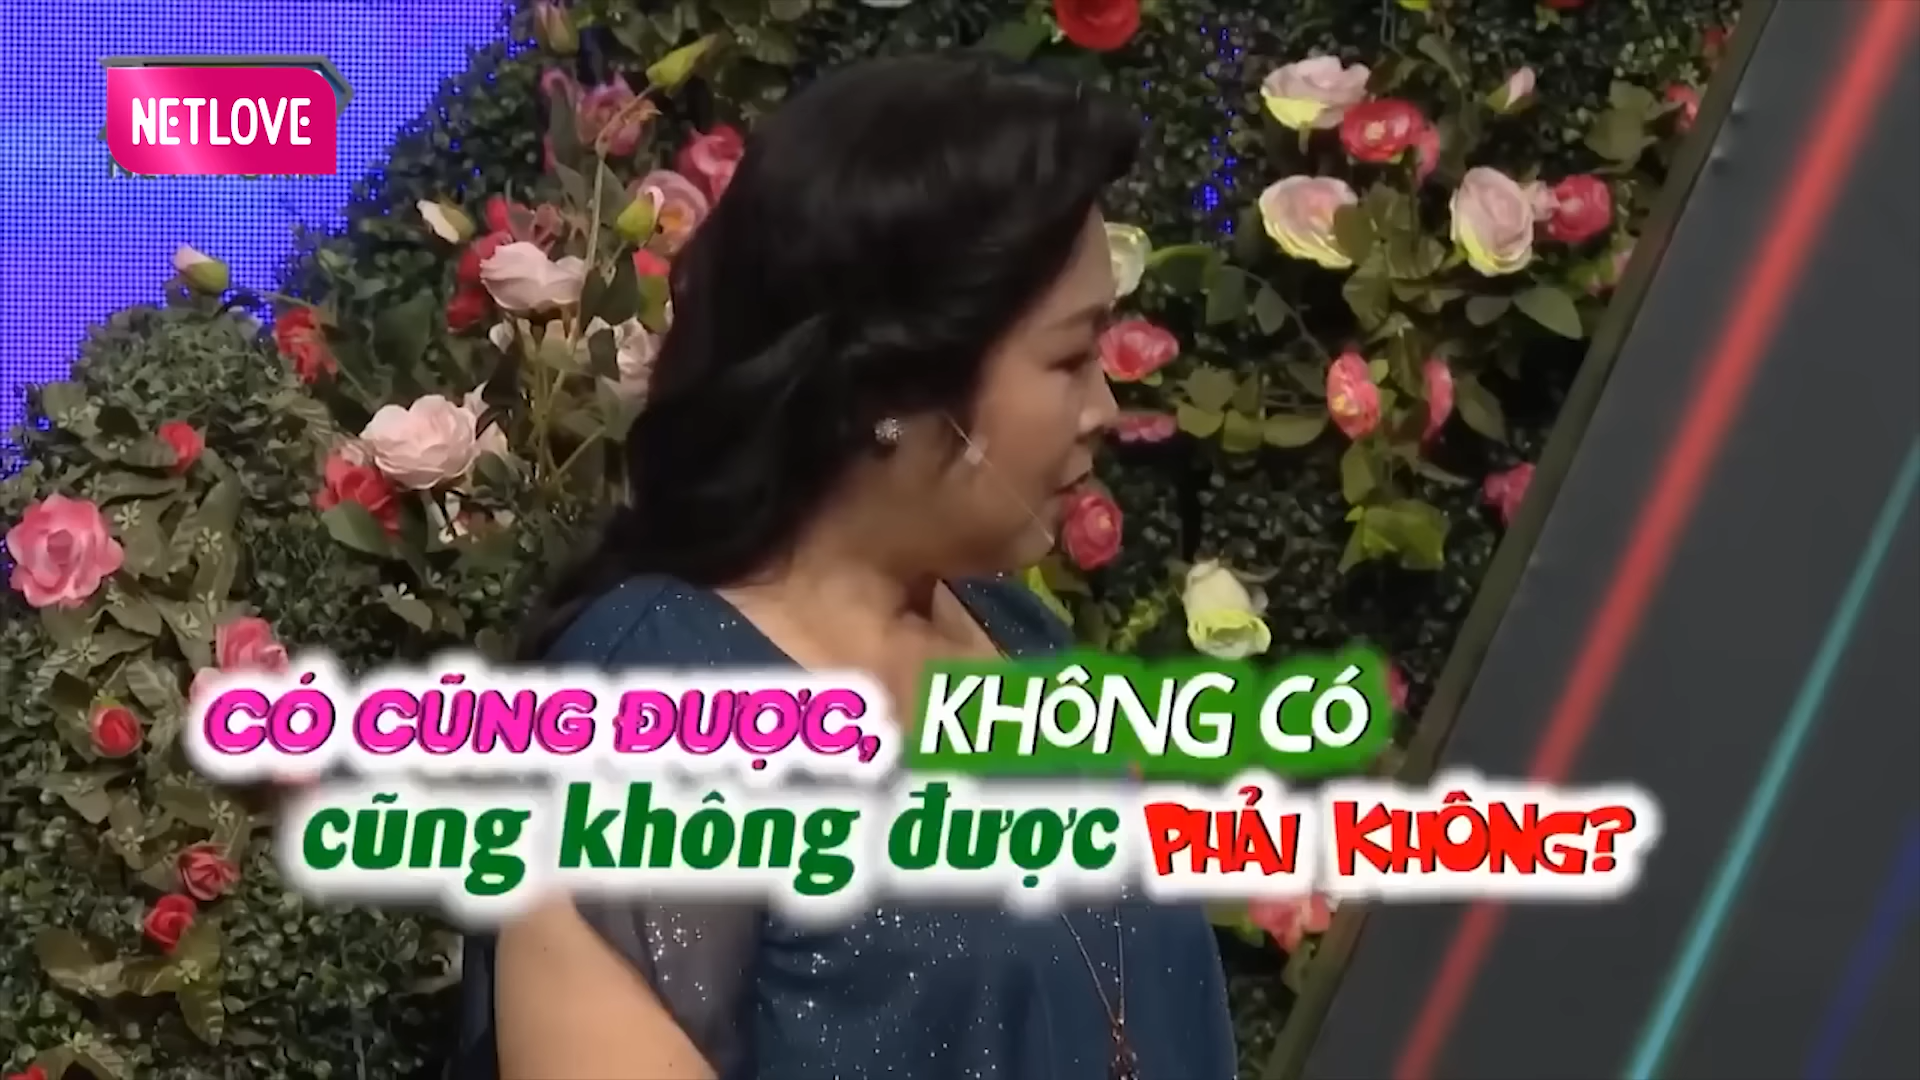 NETLOVE
CÓ CŨNG ĐƯỢC, KHÔNG CÓ
cũng không được PHẢI KHÔNG?